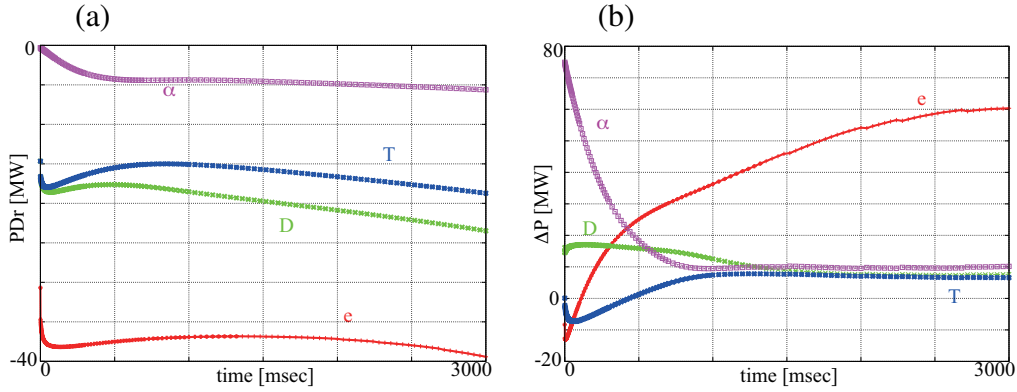 (a)
0
α
T
D
e
PDr [MW]
-40
0
time [msec]
3000
(b)
80
e
α
D
T
ΔP [MW]
0
-20
0
time [msec]
3000